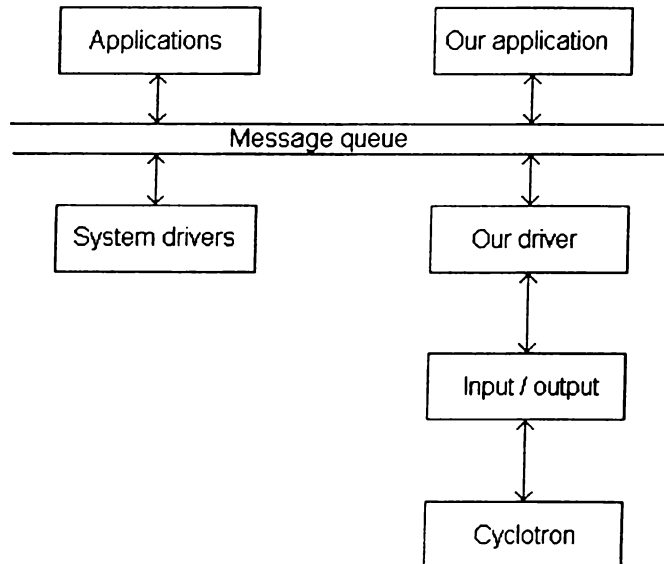 Applications
Our application
Message queue
System drivers
Our driver
Input / output
Cyclotron